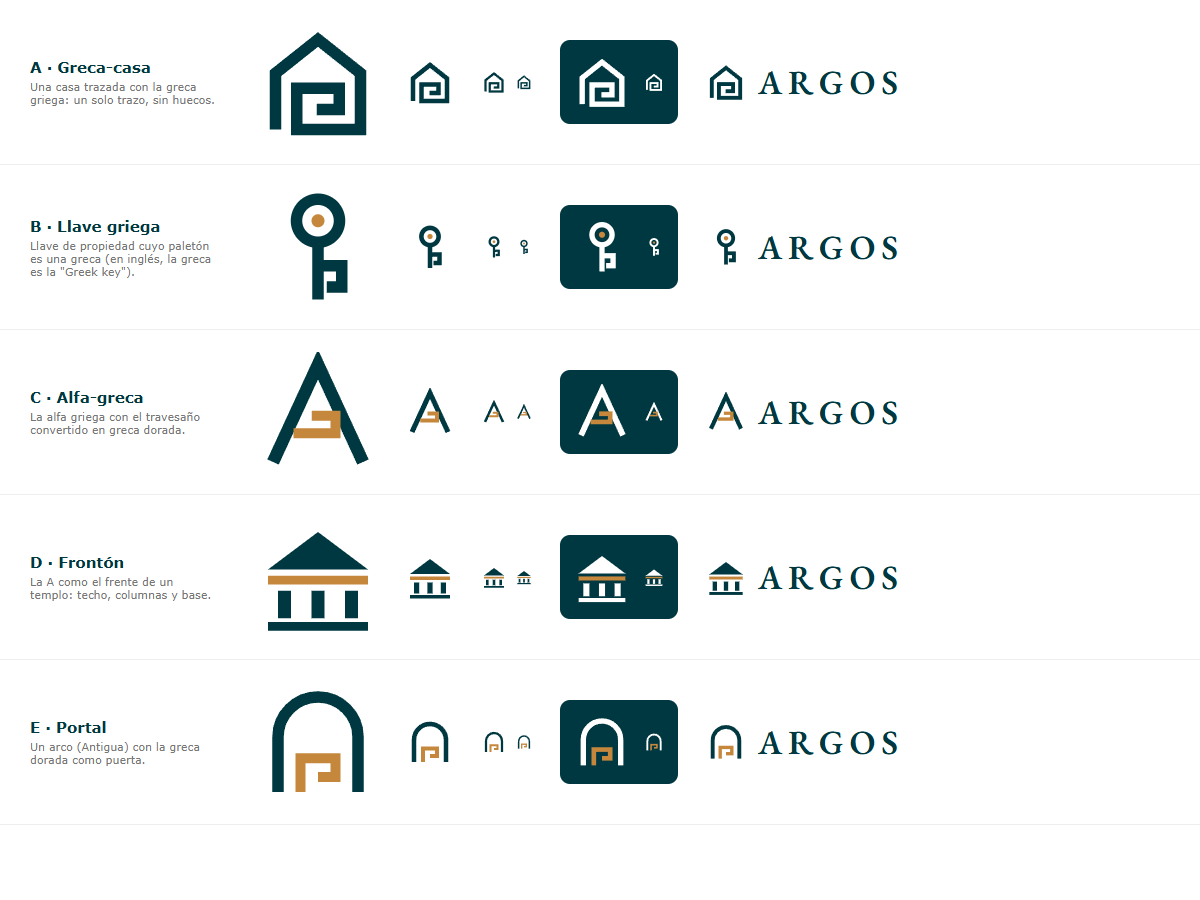 A · Greca-casa
Una casa trazada con la greca
griega: un solo trazo, sin huecos.
ARGOS
B · Llave griega
Llave de propiedad cuyo paletón
es una greca (en inglés, la greca
es la "Greek key").
ARGOS
C · Alfa-greca
La alfa griega con el travesaño
convertido en greca dorada.
ARGOS
D · Frontón
La A como el frente de un
templo: techo, columnas y base.
ARGOS
E · Portal
Un arco (Antigua) con la greca
dorada como puerta.
ARGOS